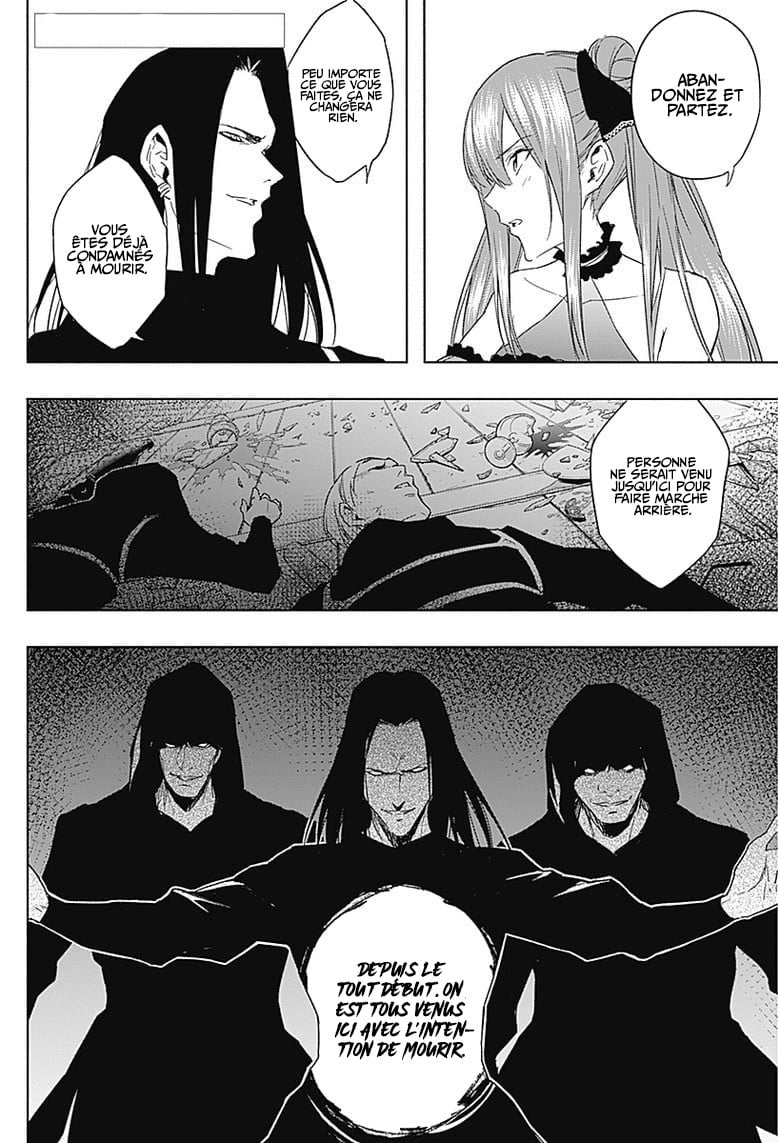 ABAN-
DONNEZ ET
PARTEZ.
PEU IMPORTE
CE QUE VOUS
FAITES, ÇA NE
CHANGERA
RIEN.
VOUS
ÊTES DÉJÀ
CONDAMNÉS
À MOURIR.
PERSONNE
NE SERAIT VENU
JUSQU'ICI POUR
FAIRE MARCHE
ARRIÈRE.
DEPUIS LE
TOUT DÉBUT, ON
EST TOUS VENUS
ICI AVEC L'INTEN-
TION DE MOURIR.